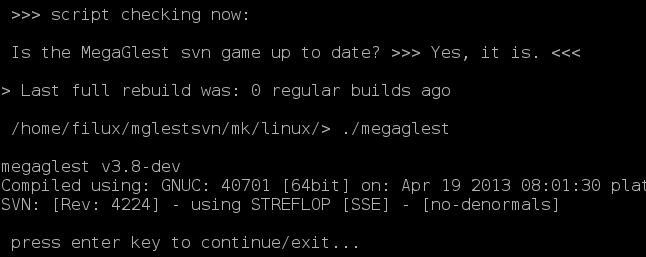 >>> script checking now:
Is the MegaGlest svn game up to date? >>> Yes, it is. <<<
> Last full rebuild was: 0 regular builds ago
/home/filux/mglestsvn/mk/linux/> ./megaglest
megaglest v3.8-dev
Compiled using: GNUC: 40701 [64bit] on: Apr 19 2013 08:01:30 plat
SVN: [Rev: 4224] - using STREFLOP [SSE] - [no-denormals]
press enter key to continue/exit...